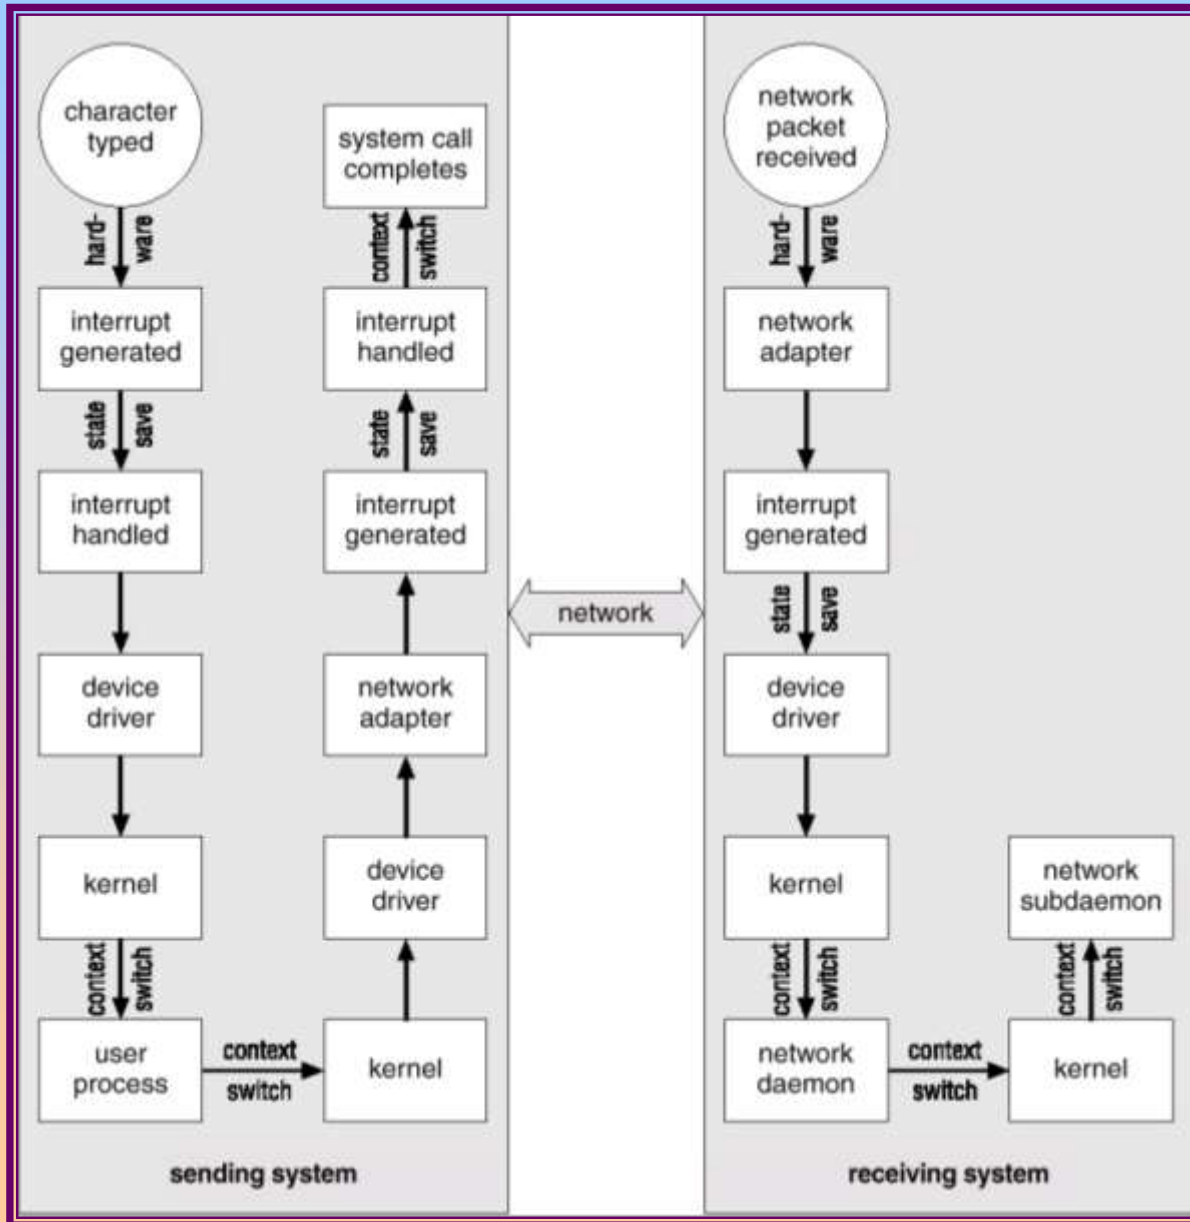 character
typed
hard-
ware
interrupt
generated
state
save
interrupt
handled
device
driver
kernel
context
switch
user
process
context
switch
kernel
device
driver
network
adapter
interrupt
generated
state
save
interrupt
handled
context
switch
system call
completes
sending system
network
network
packet
received
hard-
ware
network
adapter
interrupt
generated
state
save
device
driver
kernel
context
switch
network
daemon
context
switch
kernel
context
switch
network
subdaemon
receiving system